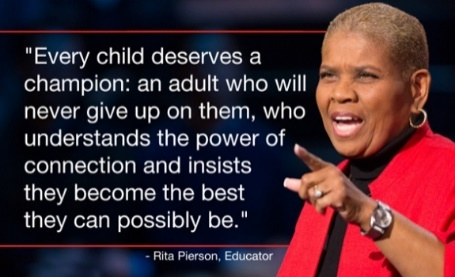 "Every child deserves a
champion: an adult who will
never give up on them, who
understands the power of
connection and insists
they become the best
they can possibly be."
- Rita Pierson, Educator